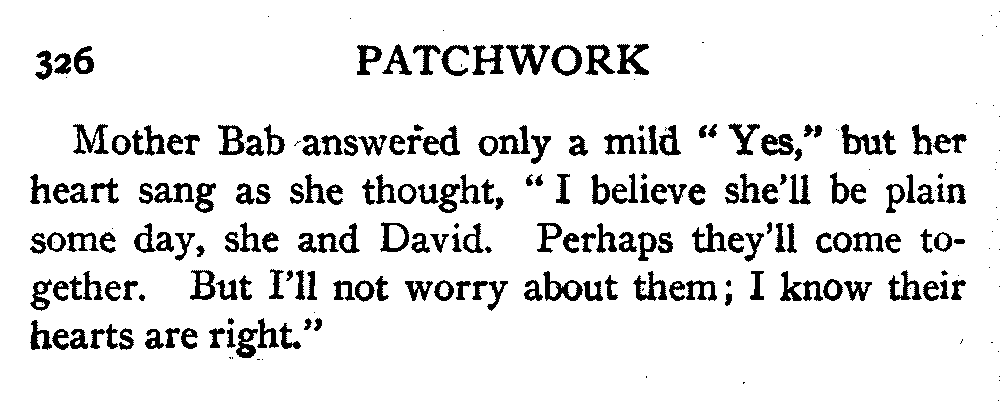 326 PATCHWORK
Mother Bab answered only a mild “ Yes,” but her
heart sang as she thought, “ I believe she’ll be plain
some day, she and David. Perhaps they’ll come to-
gether. But I’ll not worry about them; I know their
hearts are right.”